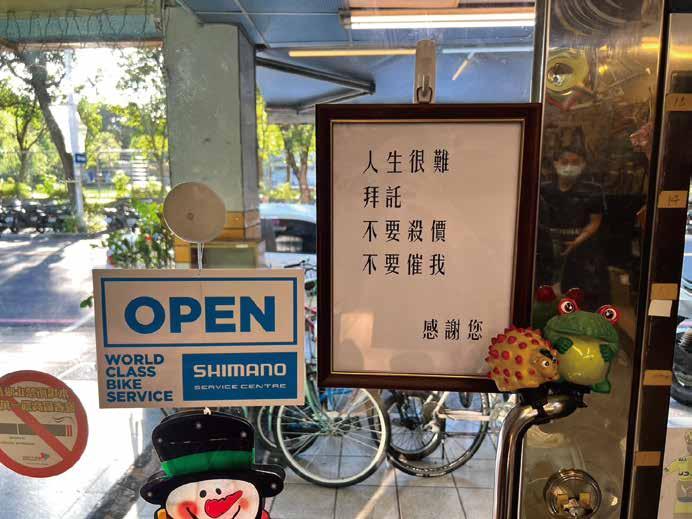 人生很難
拜託
不要殺價
不要催我
感謝您
OPEN
WORLD
CLASS
BIKE
SERVICE
SHIMANO
SERVICE CENTRE
14